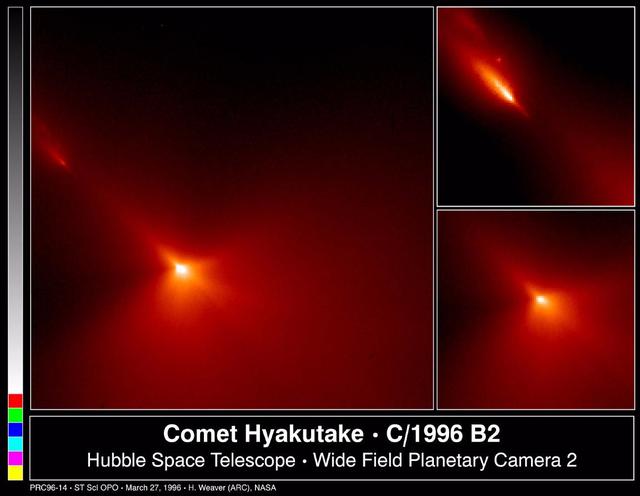 Comet Hyakutake • C/1996 B2
Hubble Space Telescope • Wide Field Planetary Camera 2
PRC96-14 • ST ScI OPO • March 27, 1996 • H. Weaver (ARC), NASA